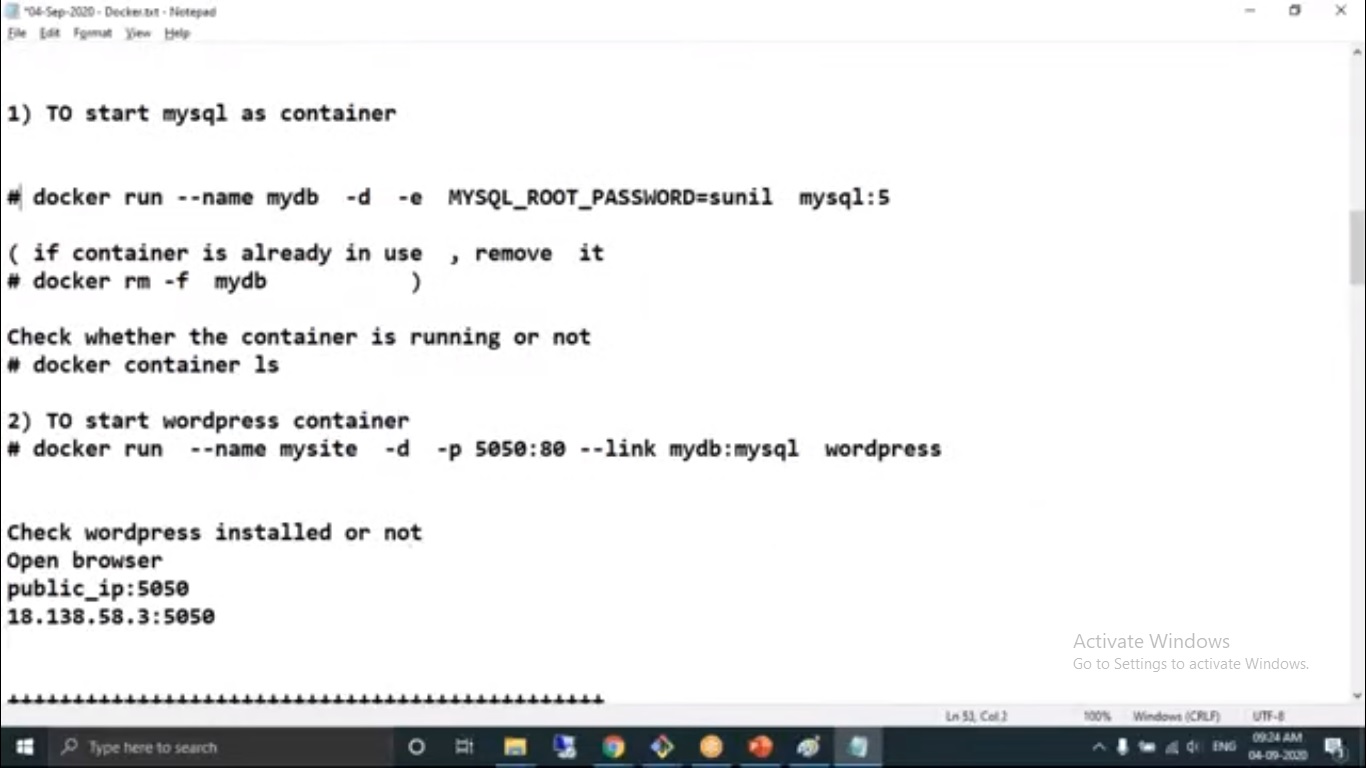 *04-Sep-2020 - Docker.txt - Notepad
File Edit Format View Help
1) TO start mysql as container
# docker run --name mydb -d -e MYSQL_ROOT_PASSWORD=sunil mysql:5
( if container is already in use , remove it
# docker rm -f mydb )
Check whether the container is running or not
# docker container ls
2) TO start wordpress container
# docker run --name mysite -d -p 5050:80 --link mydb:mysql wordpress
Check wordpress installed or not
Open browser
public_ip:5050
18.138.58.3:5050
Activate Windows
Go to Settings to activate Windows.
Ln 53, Col 2 100% Windows (CRLF) UTF-8
Type here to search
ENG
09:24 AM
04-09-2020